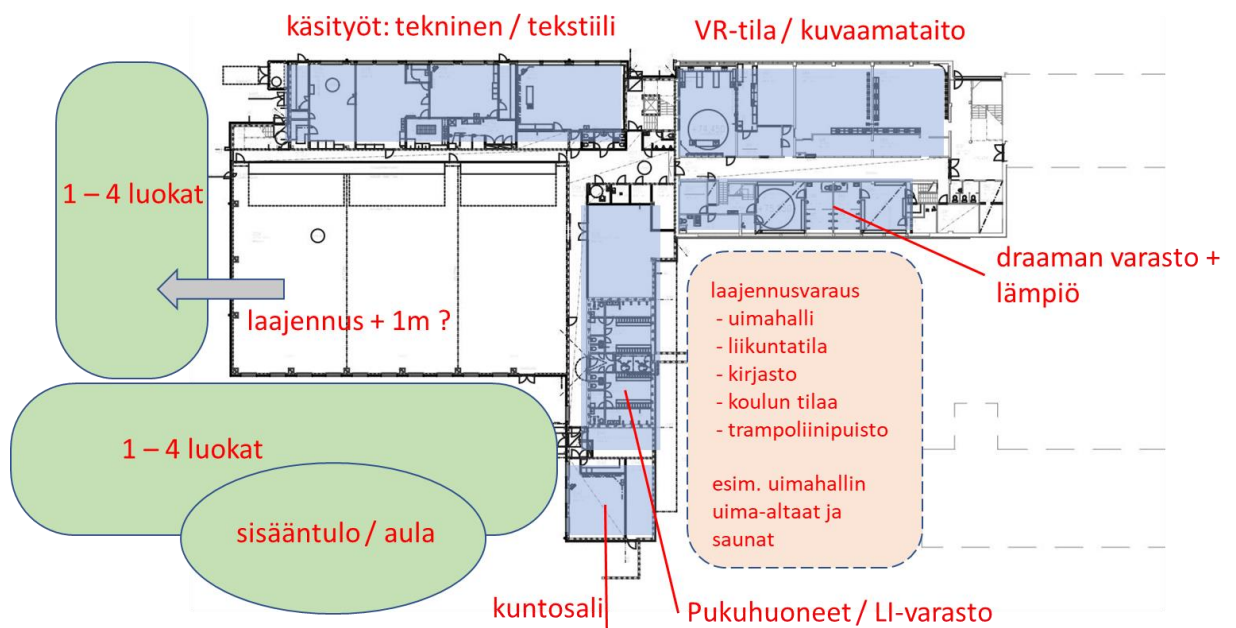 käsityöt: tekninen / tekstiili
VR-tila / kuvaamataito
1 – 4 luokat
laajennus + 1m ?
draaman varasto +
lämpiö
laajennusvaraus
- uimahalli
- liikuntatila
- kirjasto
- koulun tilaa
- trampoliinipuisto
esim. uimahallin
uima-altaat ja
saunat
1 – 4 luokat
sisääntulo / aula
kuntosali
Pukuhuoneet / LI-varasto